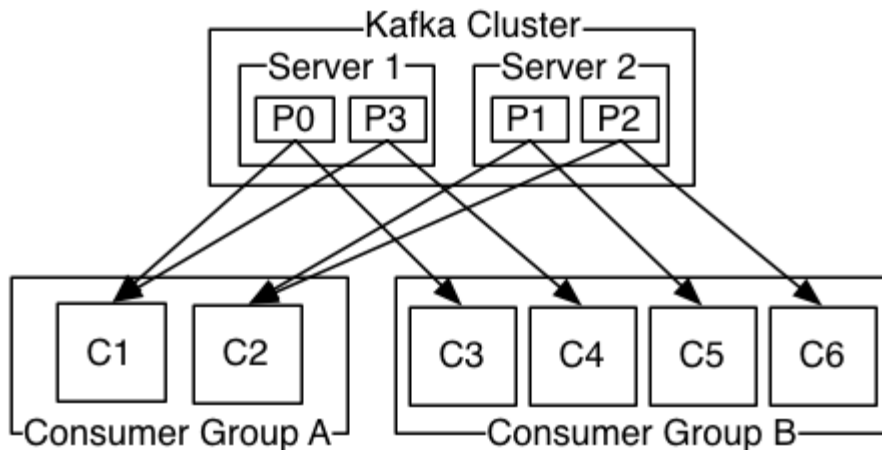 Kafka Cluster
Server 1
Server 2
P0
P3
P1
P2
C1
C2
C3
C4
C5
C6
Consumer Group A
Consumer Group B